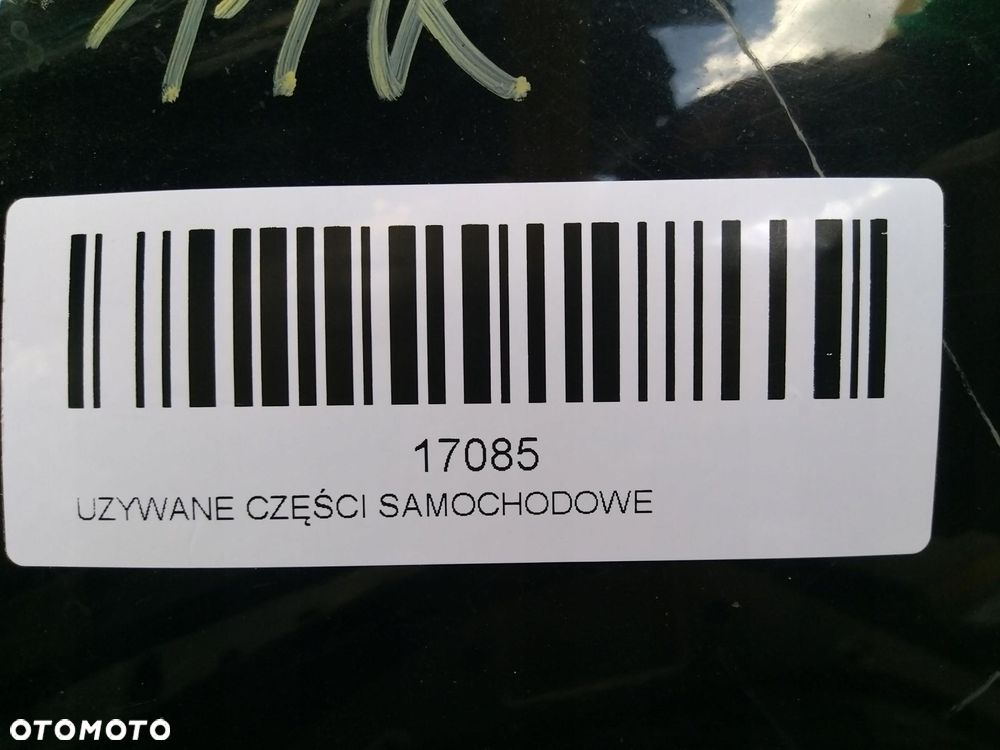 17085
UZYWANE CZĘŚCI SAMOCHODOWE
OTOMOTO